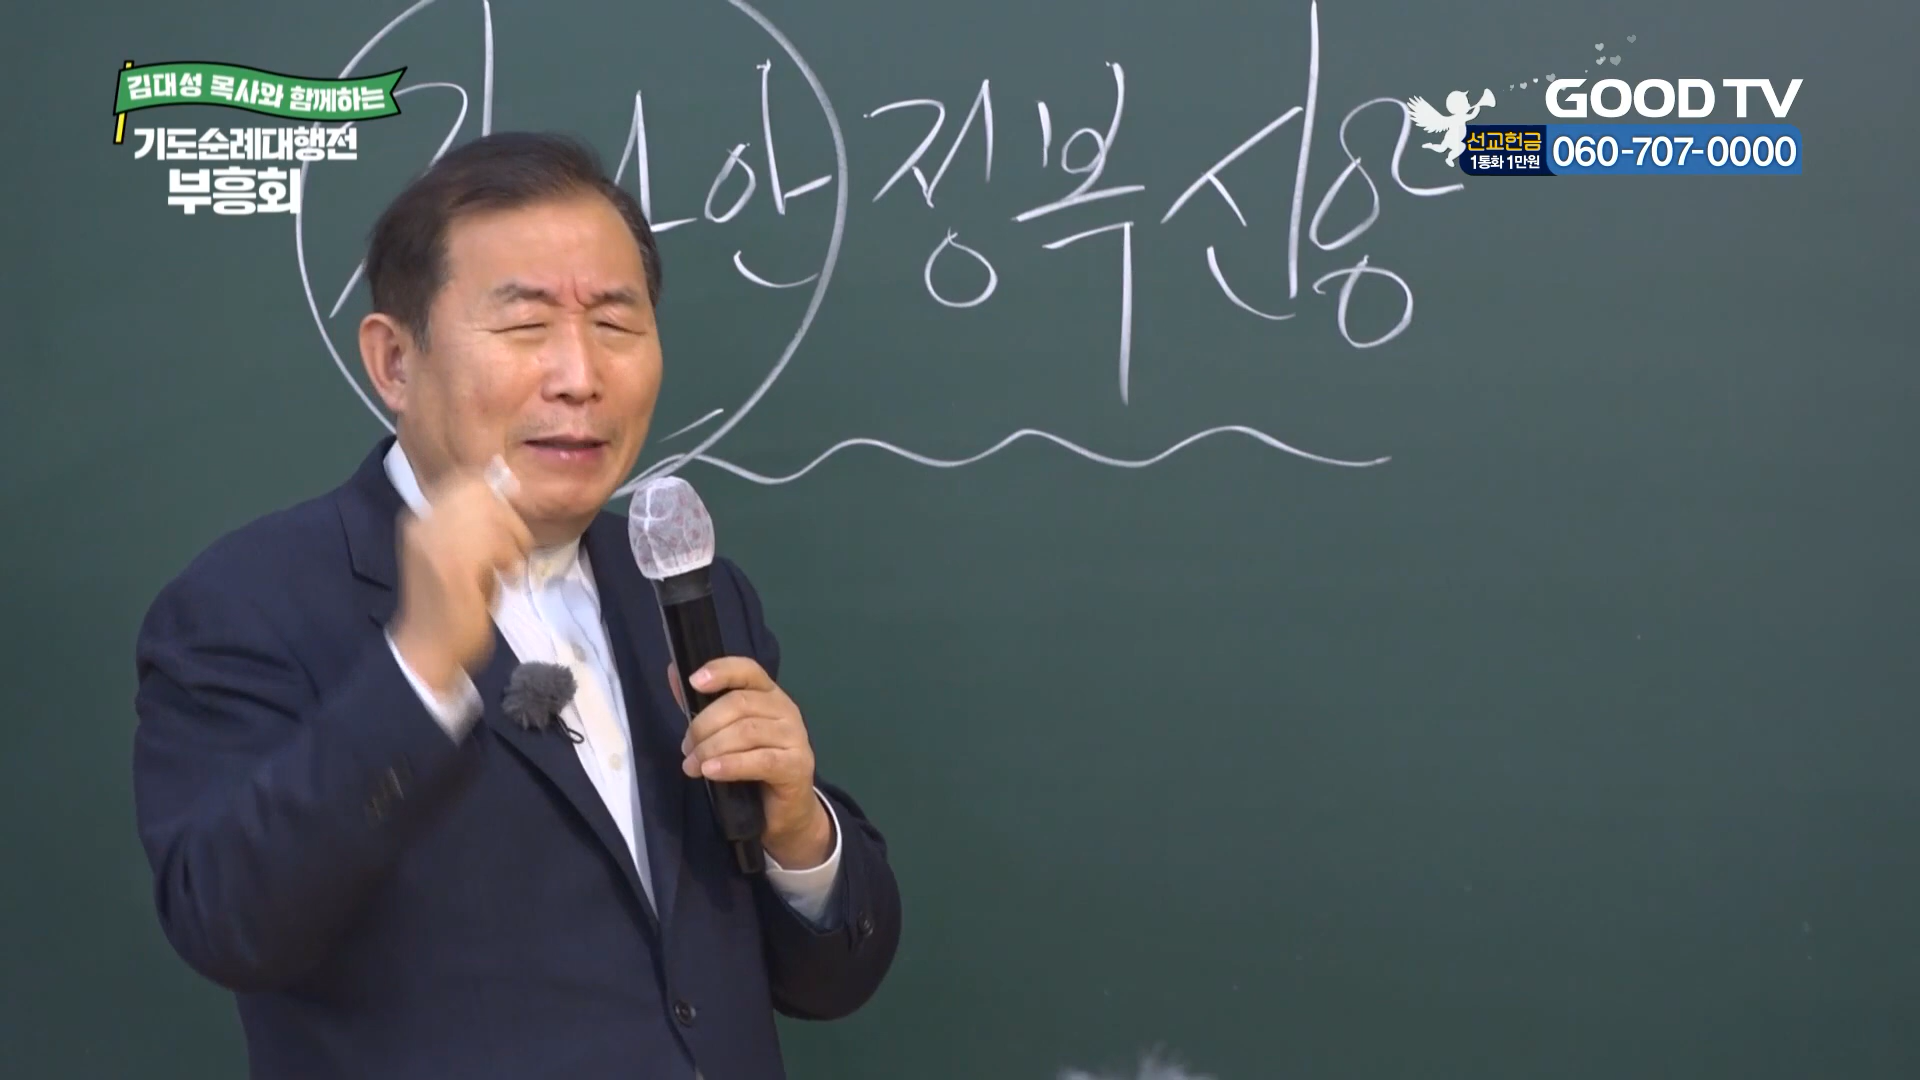 김대성 목사와 함께하는
기도순례대행전
부흥회
GOOD TV
선교헌금
1통화 1만원
060-707-0000
안 정복 신용